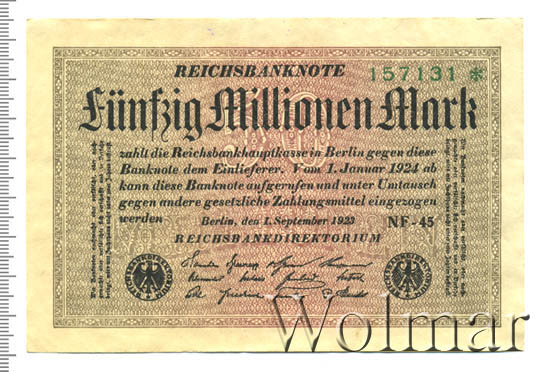 REICHSBANKNOTE
157131 *
Fünfzig Millionen Mark
zahlt die Reichsbankhauptkasse in Berlin gegen diese
Banknote dem Einlieferer. Vom 1. Januar 1924 ab
kann diese Banknote aufgerufen und unter Umtausch
gegen andere gesetzliche Zahlungsmittel eingezogen
werden Berlin, den 1. September 1923 NF-45
REICHSBANKDIREKTORIUM
Wolmar